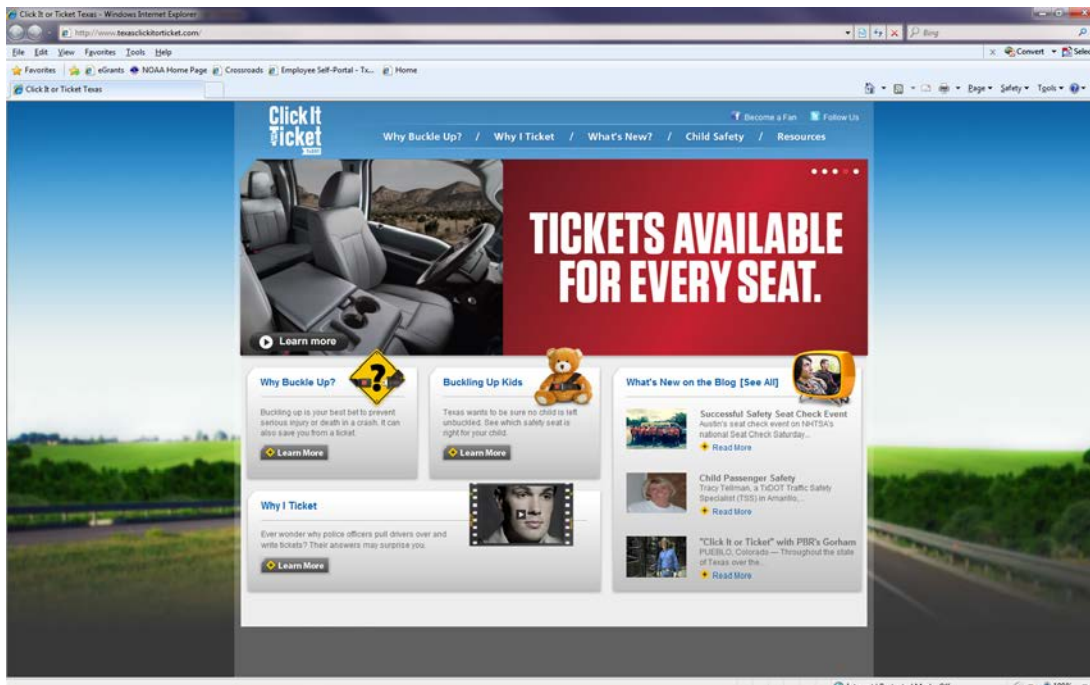 Click It or Ticket Texas - Windows Internet Explorer
http://www.texasclickitorticket.com/
Bing
File Edit View Favorites Tools Help
x Convert Selec
Favorites eGrants NOAA Home Page Crossroads Employee Self-Portal - Tx... Home
Click It or Ticket Texas
Page Safety Tools
Click It
OR
Ticket
Become a Fan Follow Us
Why Buckle Up? / Why I Ticket / What's New? / Child Safety / Resources
TICKETS AVAILABLE
FOR EVERY SEAT.
Learn more
Why Buckle Up?
?
Buckling up is your best bet to prevent
serious injury or death in a crash. It can
also save you from a ticket.
Learn More
Buckling Up Kids
Texas wants to be sure no child is left
unbuckled. See which safety seat is
right for your child.
Learn More
Why I Ticket
Ever wonder why police officers pull drivers over and
write tickets? Their answers may surprise you.
Learn More
What's New on the Blog [See All]
Successful Safety Seat Check Event
Austin's seat check event on NHTSA's
national Seat Check Saturday...
Read More
Child Passenger Safety
Tracy Tellman, a TxDOT Traffic Safety
Specialist (TSS) in Amarillo,...
Read More
"Click It or Ticket" with PBR's Gorham
PUEBLO, Colorado — Throughout the state
of Texas over the...
Read More
100%